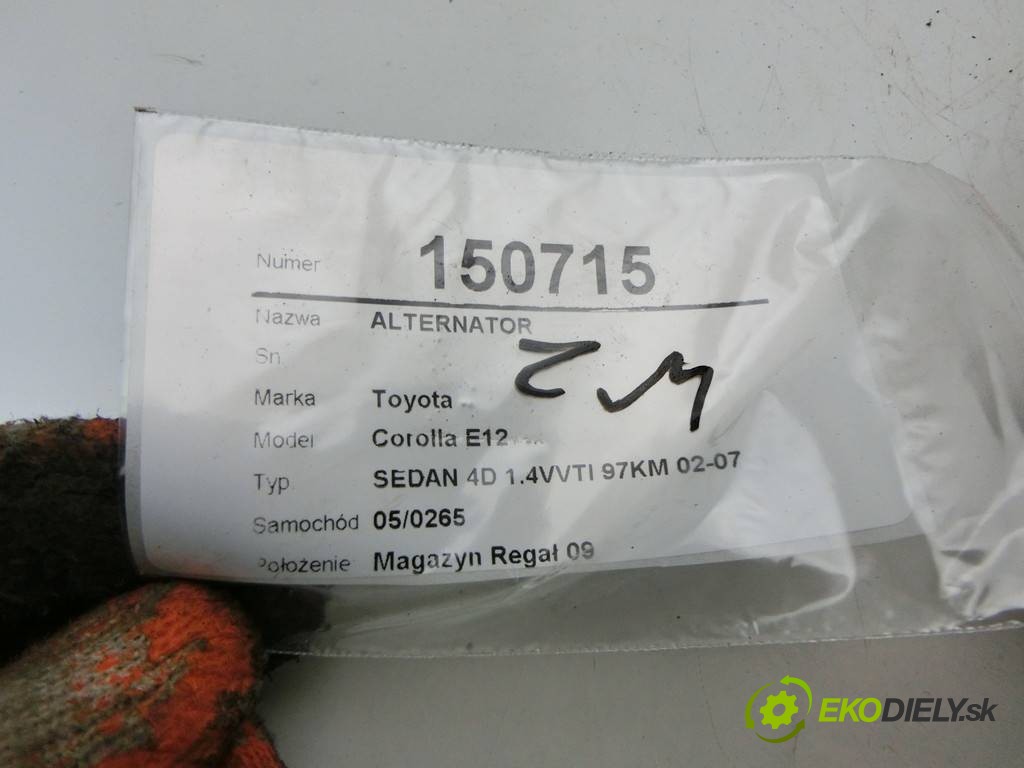 Numer 150715
Nazwa ALTERNATOR
Sn
Marka Toyota
Model Corolla E12
Typ SEDAN 4D 1.4VVTI 97KM 02-07
Samochód 05/0265
Położenie Magazyn Regał 09
EKODIELY.sk